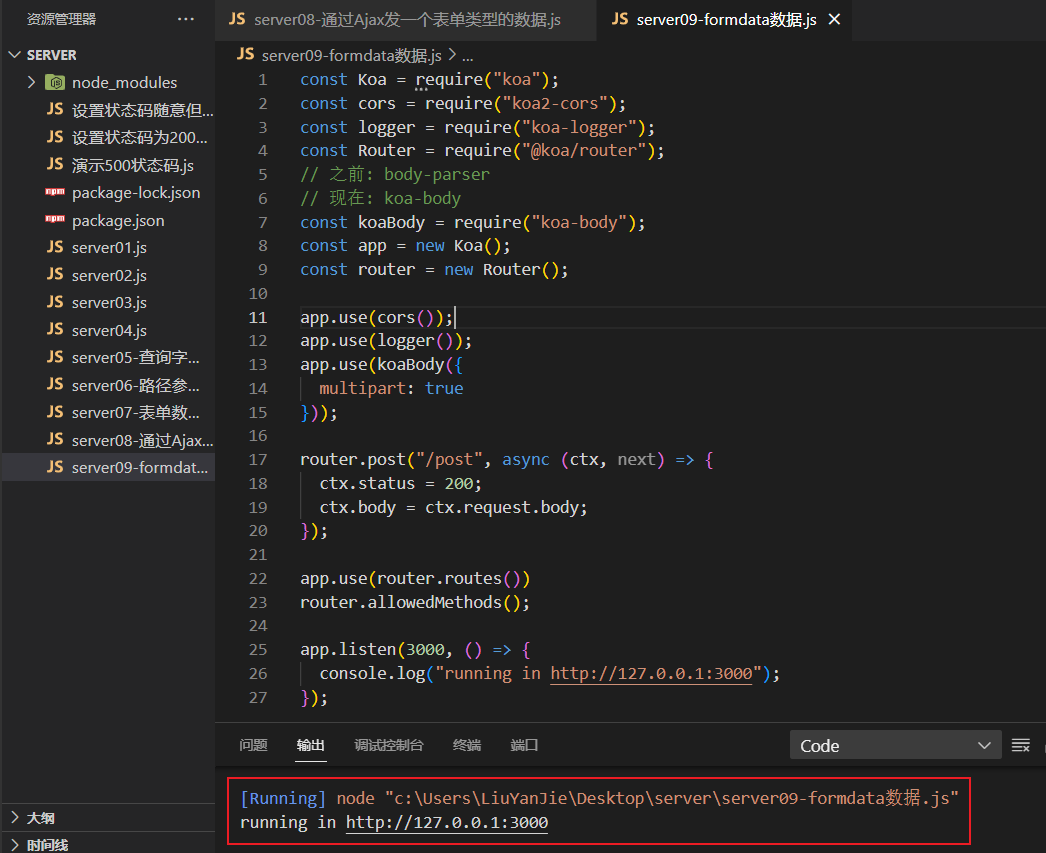 资源管理器
SERVER
node_modules
JS 设置状态码随意但...
JS 设置状态码为200...
JS 演示500状态码.js
npm package-lock.json
npm package.json
JS server01.js
JS server02.js
JS server03.js
JS server04.js
JS server05-查询字...
JS server06-路径参...
JS server07-表单数...
JS server08-通过Ajax...
JS server09-formdat...
大纲
时间线
JS server08-通过Ajax发一个表单类型的数据.js
JS server09-formdata数据.js
JS server09-formdata数据.js > ...
1 const Koa = require("koa");
2 const cors = require("koa2-cors");
3 const logger = require("koa-logger");
4 const Router = require("@koa/router");
5 // 之前: body-parser
6 // 现在: koa-body
7 const koaBody = require("koa-body");
8 const app = new Koa();
9 const router = new Router();
10
11 app.use(cors());
12 app.use(logger());
13 app.use(koaBody({
14   multipart: true
15 }));
16
17 router.post("/post", async (ctx, next) => {
18   ctx.status = 200;
19   ctx.body = ctx.request.body;
20 });
21
22 app.use(router.routes())
23 router.allowedMethods();
24
25 app.listen(3000, () => {
26   console.log("running in http://127.0.0.1:3000");
27 });
问题 输出 调试控制台 终端 端口 Code
[Running] node "c:\Users\LiuYanJie\Desktop\server\server09-formdata数据.js"
running in http://127.0.0.1:3000